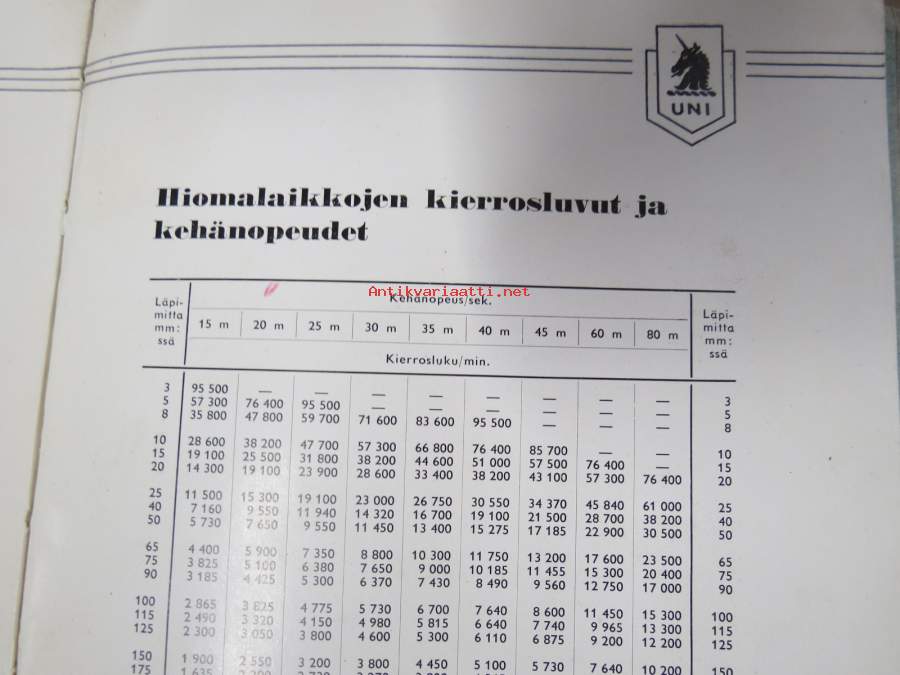 UNI
Hiomalaikkojen kierrosluvut ja
kehänopeudet
Antikvariaatti.net
Läpi-mitta mm:ssä Kehänopeus/sek. Läpi-mitta mm:ssä
15 m 20 m 25 m 30 m 35 m 40 m 45 m 60 m 80 m
Kierrosluku/min.
3 95 500 — — — — — — — — 3
5 57 300 76 400 95 500 — — — — — — 5
8 35 800 47 800 59 700 71 600 83 600 95 500 — — — 8
10 28 600 38 200 47 700 57 300 66 800 76 400 85 700 — — 10
15 19 100 25 500 31 800 38 200 44 600 51 000 57 500 76 400 — 15
20 14 300 19 100 23 900 28 600 33 400 38 200 43 100 57 300 76 400 20
25 11 500 15 300 19 100 23 000 26 750 30 550 34 370 45 840 61 000 25
40 7 160 9 550 11 940 14 320 16 700 19 100 21 500 28 700 38 200 40
50 5 730 7 650 9 550 11 450 13 400 15 275 17 185 22 900 30 500 50
65 4 400 5 900 7 350 8 800 10 300 11 750 13 200 17 600 23 500 65
75 3 825 5 100 6 380 7 650 9 000 10 185 11 455 15 300 20 400 75
90 3 185 4 425 5 300 6 370 7 430 8 490 9 560 12 750 17 000 90
100 2 865 3 825 4 775 5 730 6 700 7 640 8 600 11 450 15 300 100
115 2 490 3 320 4 150 4 980 5 815 6 640 7 740 9 965 13 300 115
125 2 300 3 050 3 800 4 600 5 300 6 110 6 875 9 200 12 200 125
150 1 900 2 550 3 200 3 800 4 450 5 100 5 730 7 640 10 200 150
175 1 635